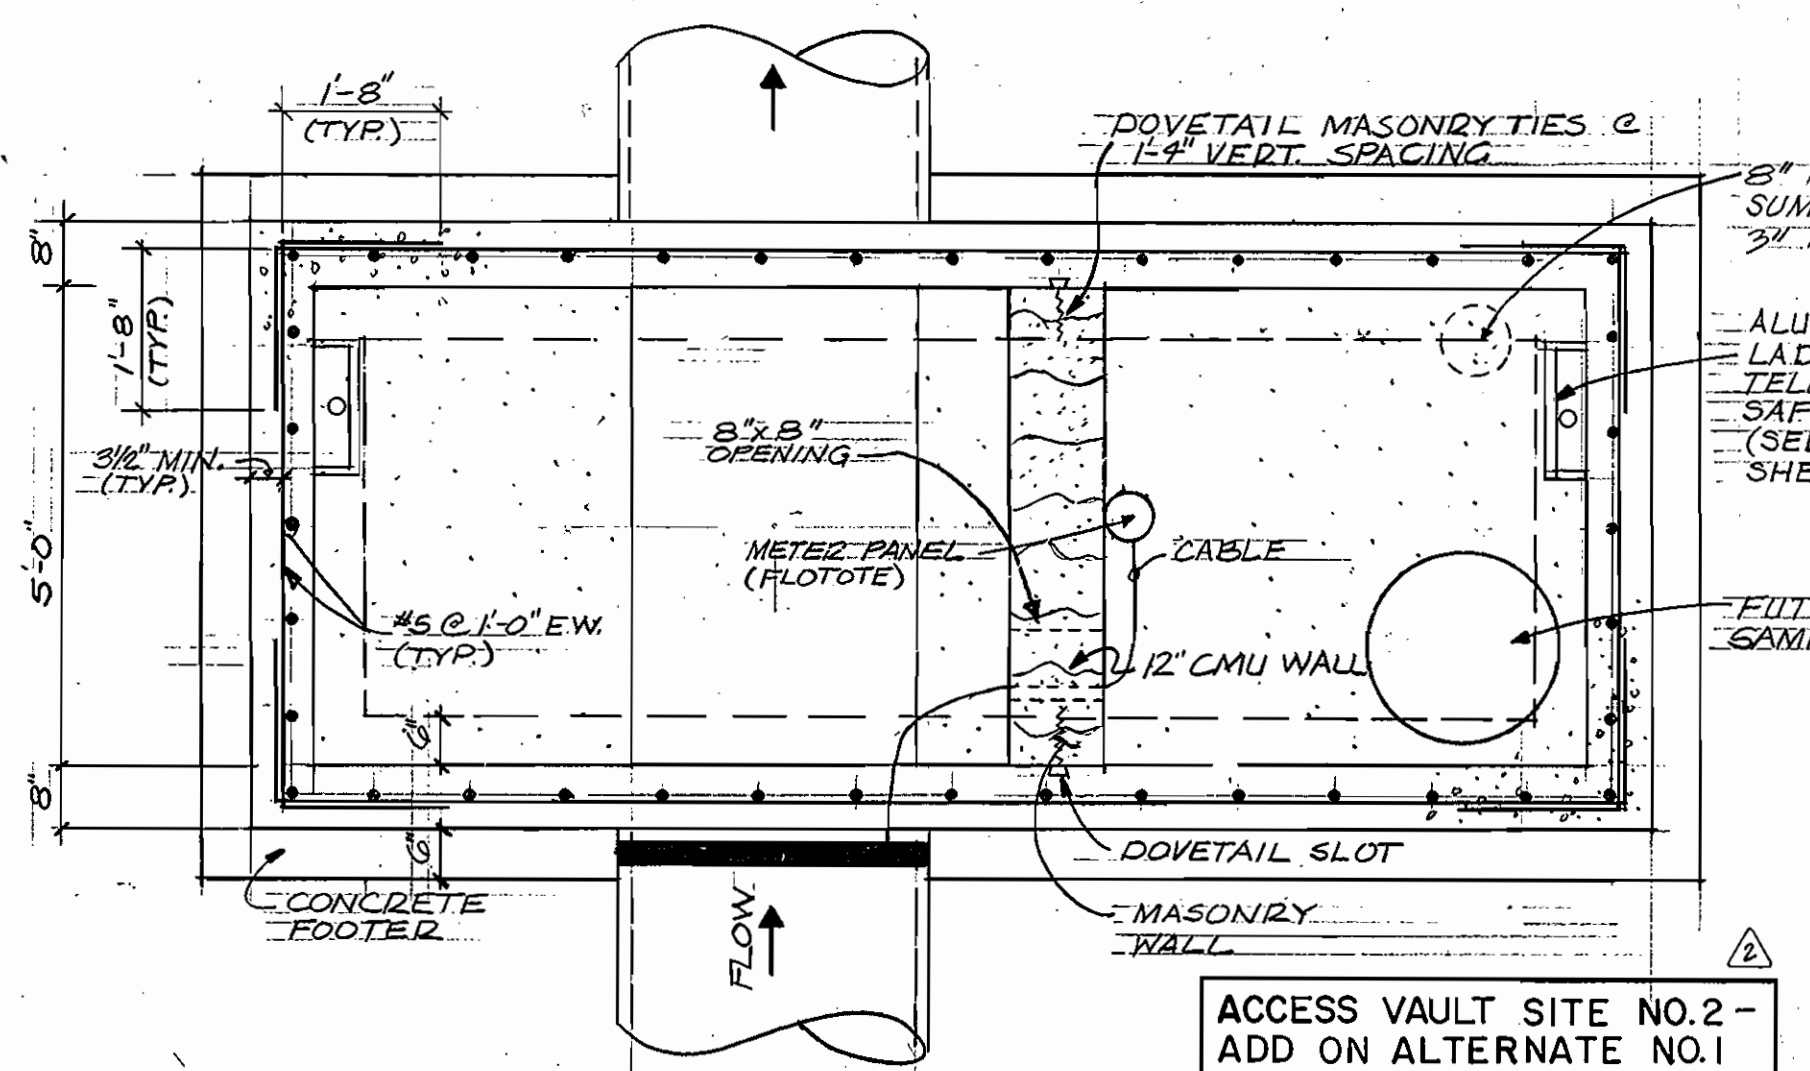 1'-8"
(TYP.)
DOVETAIL MASONRY TIES @
1'-4" VERT. SPACING
8"
SUM
3"
8"
1'-8"
(TYP.)
ALU
LAD
TEL
SAF
(SEE
SHE
8"x8"
OPENING
3½" MIN.
(TYP.)
METER PANEL
(FLOTOTE)
CABLE
5'-0"
#5 @ 1'-0" E.W.
(TYP.)
FUT
SAM
12" CMU WALL
6"
8"
6"
DOVETAIL SLOT
CONCRETE
FOOTER
FLOW
MASONRY
WALL
2
ACCESS VAULT SITE NO. 2 -
ADD ON ALTERNATE NO. 1